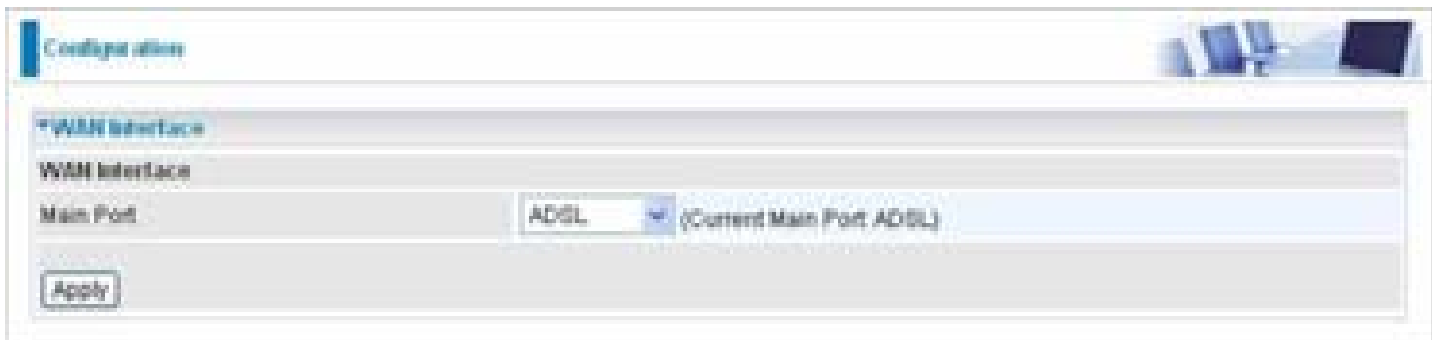 Configuration
▼WAN Interface
WAN Interface
Main Port ADSL (Current Main Port: ADSL)
Apply